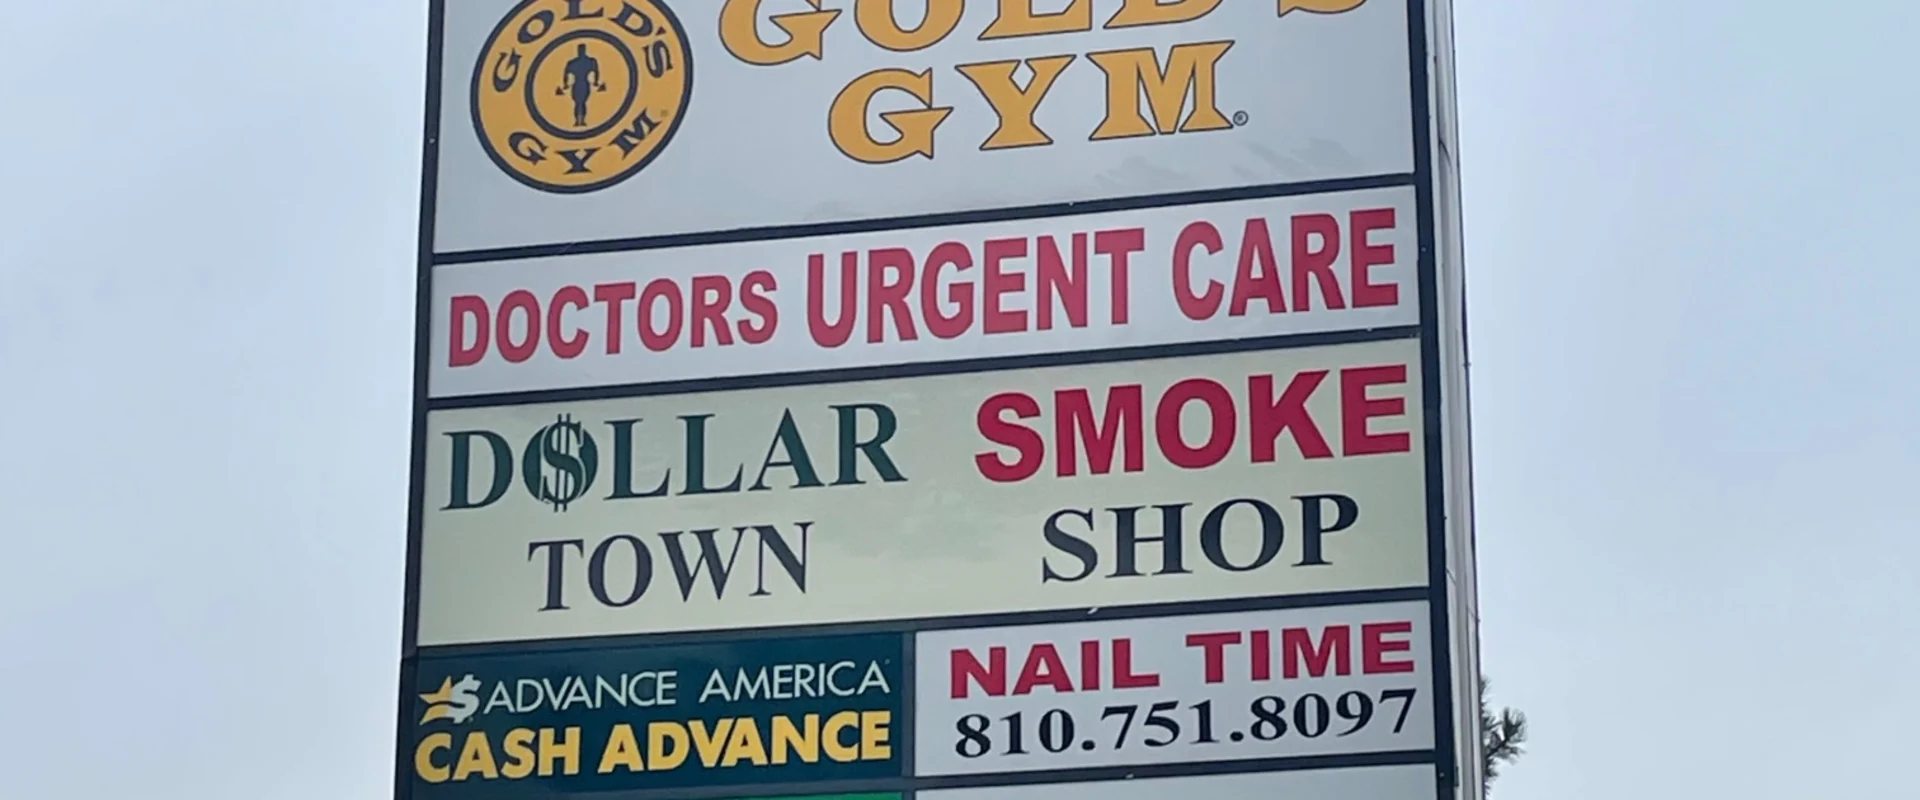 GOLD'S
GYM
GOLD'S
GYM®
DOCTORS URGENT CARE
D$LLAR
TOWN
SMOKE
SHOP
$ ADVANCE AMERICA
CASH ADVANCE
NAIL TIME
810.751.8097